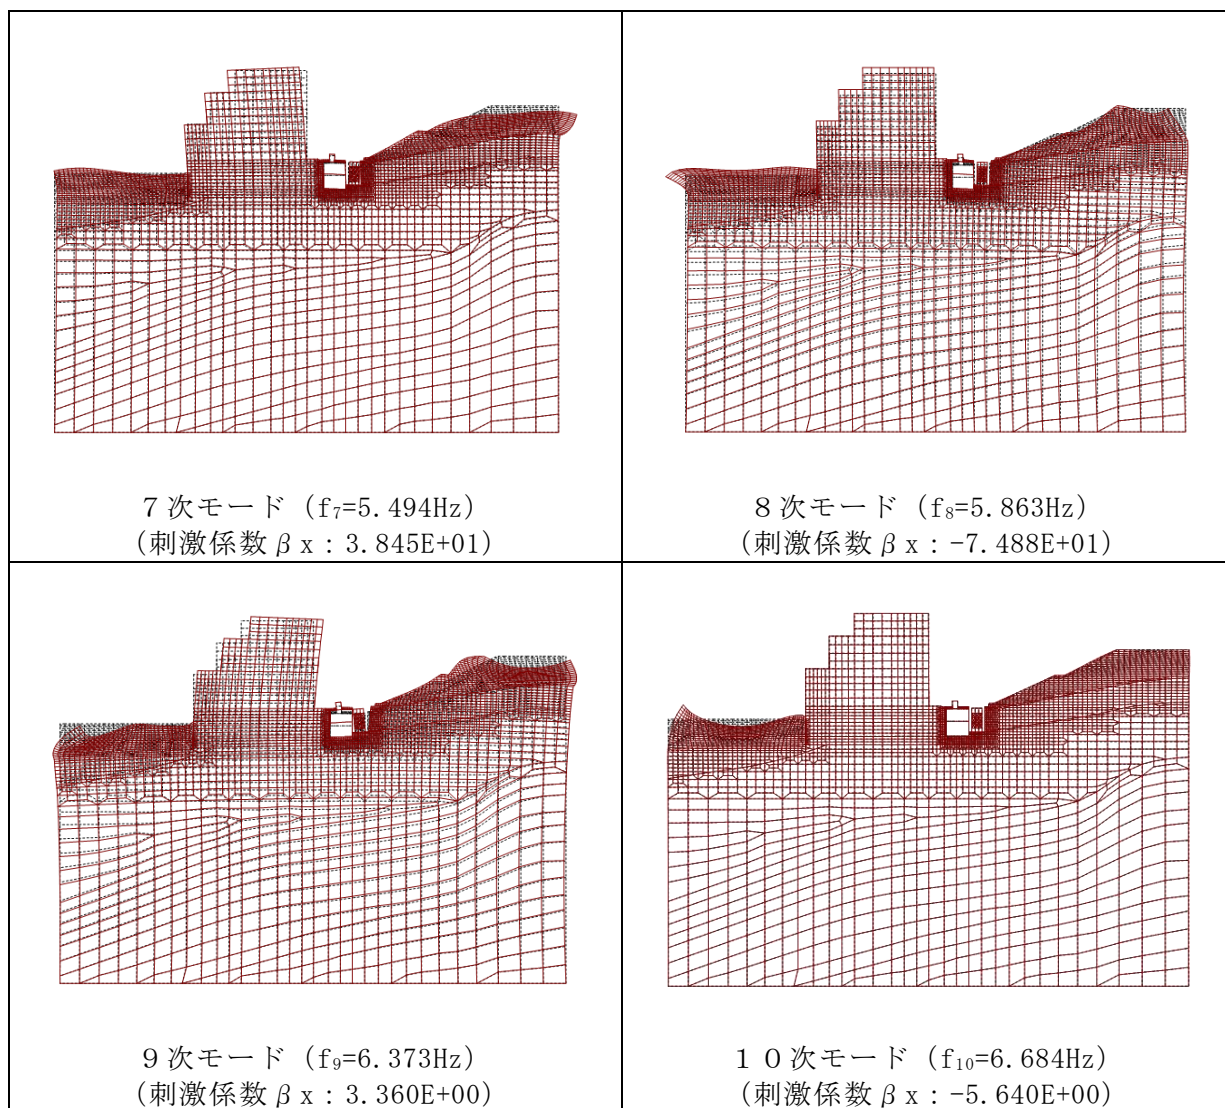 ７次モード（f₇=5.494Hz）
（刺激係数βx：3.845E+01）
８次モード（f₈=5.863Hz）
（刺激係数βx：-7.488E+01）
９次モード（f₉=6.373Hz）
（刺激係数βx：3.360E+00）
１０次モード（f₁₀=6.684Hz）
（刺激係数βx：-5.640E+00）